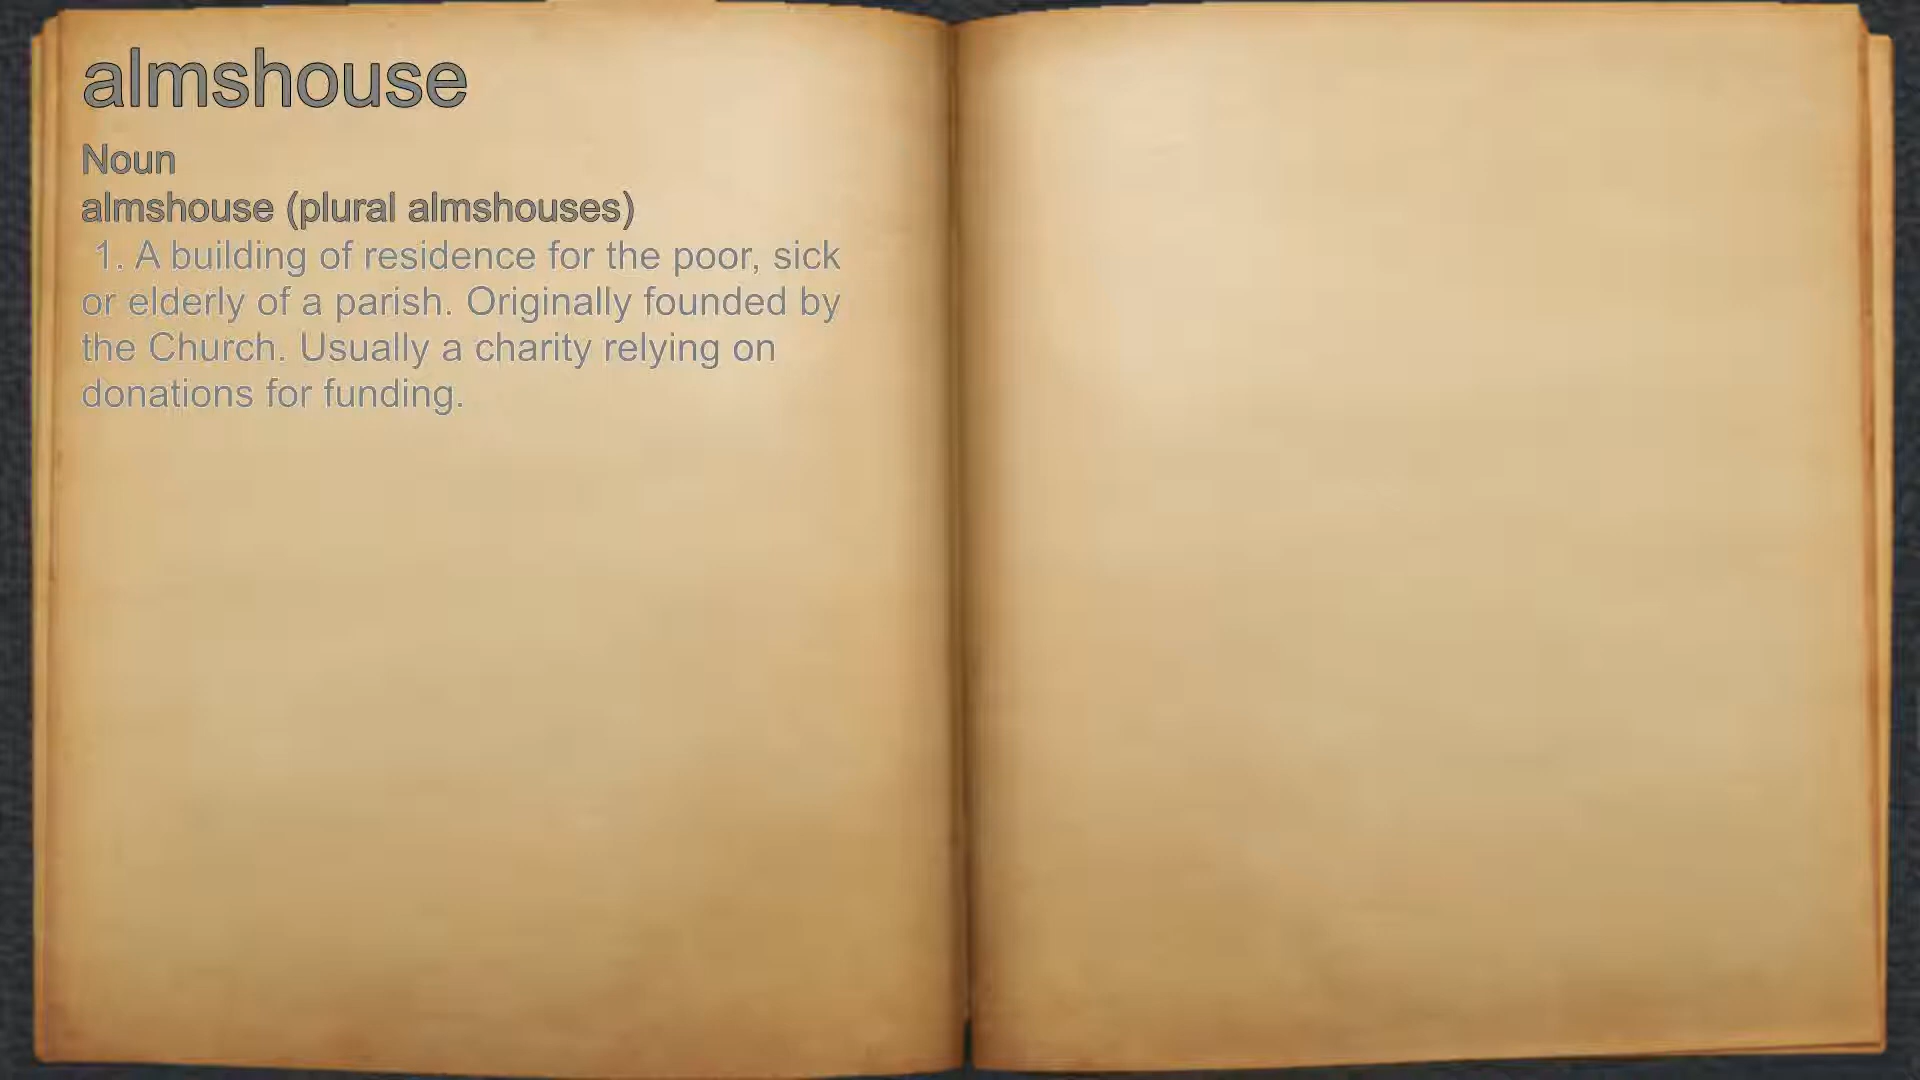 almshouse
Noun
almshouse (plural almshouses)
1. A building of residence for the poor, sick
or elderly of a parish. Originally founded by
the Church. Usually a charity relying on
donations for funding.